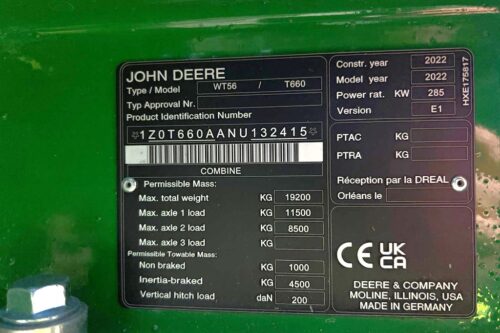 JOHN DEERE
Type / Model WT56 / T660
Typ Approval Nr.
Product Identification Number
☆1Z0T660AANU132415☆
COMBINE
Permissible Mass:
Max. total weight KG 19200
Max. axle 1 load KG 11500
Max. axle 2 load KG 8500
Max. axle 3 load KG
Permissible Towable Mass:
Non braked KG 1000
Inertia-braked KG 4500
Vertical hitch load daN 200
Constr. year 2022
Model year 2022
Power rat. KW 285
Version E1
HXE175817
PTAC KG
PTRA KG
Réception par la DREAL
Orléans le
CE UK
CA
DEERE & COMPANY
MOLINE, ILLINOIS, USA
MADE IN GERMANY